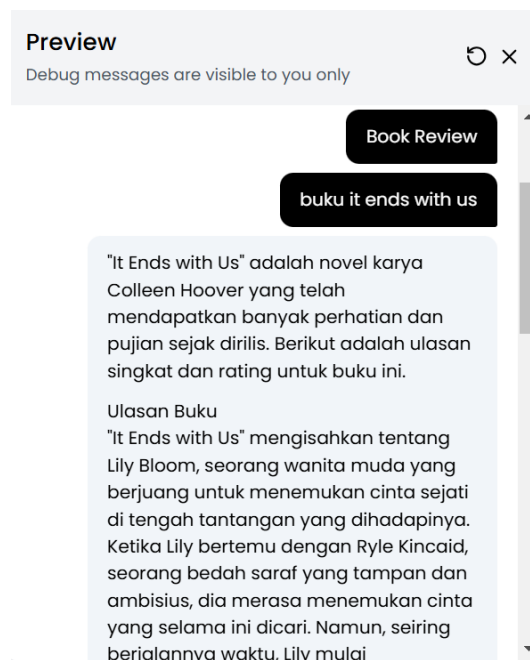 Preview
Debug messages are visible to you only
Book Review
buku it ends with us
"It Ends with Us" adalah novel karya
Colleen Hoover yang telah
mendapatkan banyak perhatian dan
pujian sejak dirilis. Berikut adalah ulasan
singkat dan rating untuk buku ini.
Ulasan Buku
"It Ends with Us" mengisahkan tentang
Lily Bloom, seorang wanita muda yang
berjuang untuk menemukan cinta sejati
di tengah tantangan yang dihadapinya.
Ketika Lily bertemu dengan Ryle Kincaid,
seorang bedah saraf yang tampan dan
ambisius, dia merasa menemukan cinta
yang selama ini dicari. Namun, seiring
berjalannya waktu, Lily mulai